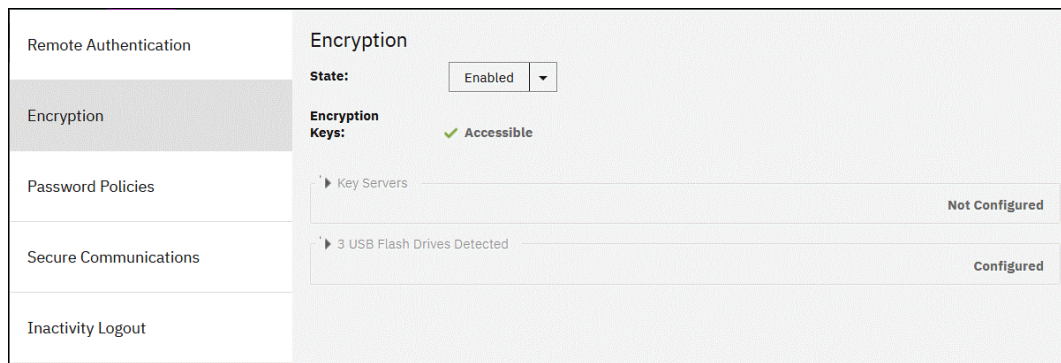 Remote Authentication
Encryption
Password Policies
Secure Communications
Inactivity Logout
Encryption
State:
Enabled
Encryption
Keys:
Accessible
Key Servers
Not Configured
3 USB Flash Drives Detected
Configured